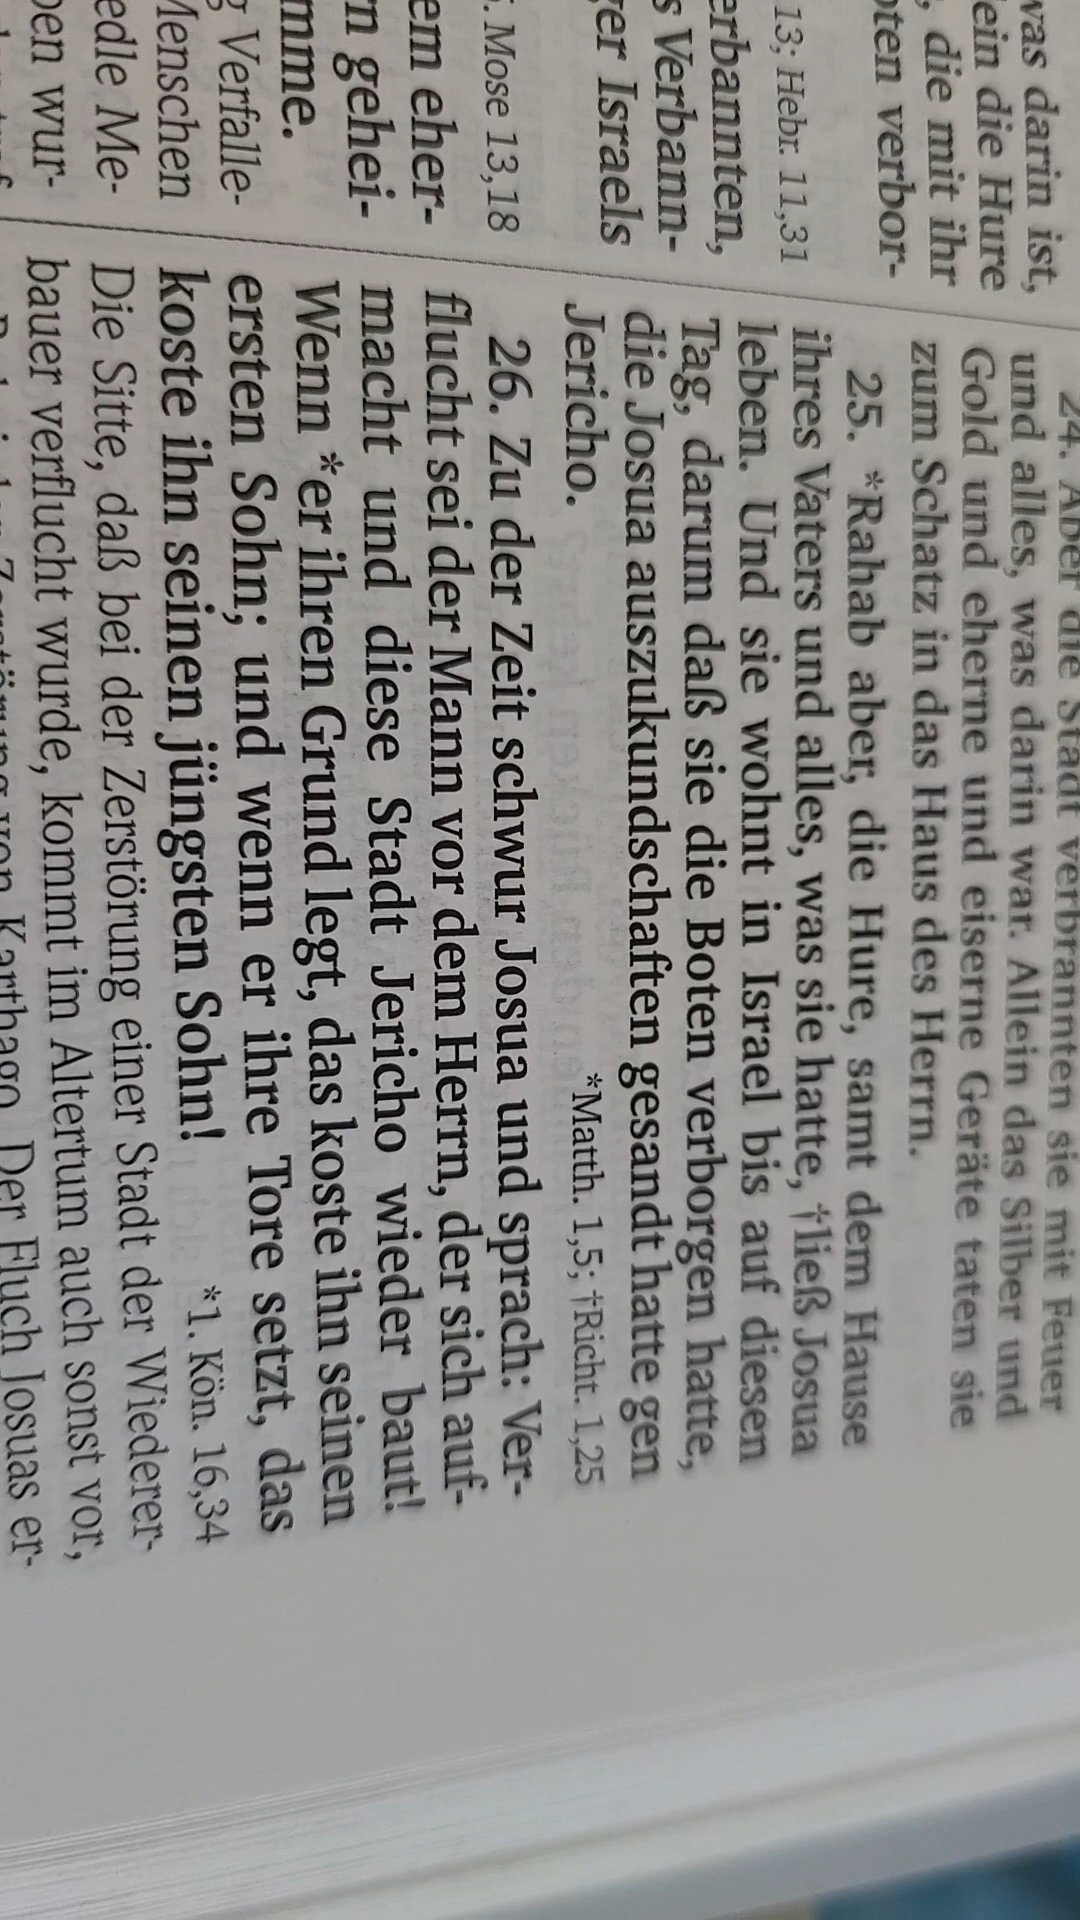 was darin ist,
ein die Hure
, die mit ihr
ten verbor-
13; Hebr. 11,31
erbannten,
s Verbann-
er Israels
. Mose 13,18
em eher-
n gehei-
mme.
g Verfalle-
Menschen
edle Me-
en wur-
24. Aber die Stadt verbrannten sie mit Feuer
und alles, was darin war. Allein das Silber und
Gold und eherne und eiserne Geräte taten sie
zum Schatz in das Haus des Herrn.
25. *Rahab aber, die Hure, samt dem Hause
ihres Vaters und alles, was sie hatte, †ließ Josua
leben. Und sie wohnt in Israel bis auf diesen
Tag, darum daß sie die Boten verborgen hatte,
die Josua auszukundschaften gesandt hatte gen
Jericho.
*Matth. 1,5; †Richt. 1,25
26. Zu der Zeit schwur Josua und sprach: Ver-
flucht sei der Mann vor dem Herrn, der sich auf-
macht und diese Stadt Jericho wieder baut!
Wenn *er ihren Grund legt, das koste ihn seinen
ersten Sohn; und wenn er ihre Tore setzt, das
koste ihn seinen jüngsten Sohn!
*1. Kön. 16,34
Die Sitte, daß bei der Zerstörung einer Stadt der Wiederer-
bauer verflucht wurde, kommt im Altertum auch sonst vor,
Zerstörung von Karthago. Der Fluch Josuas er-